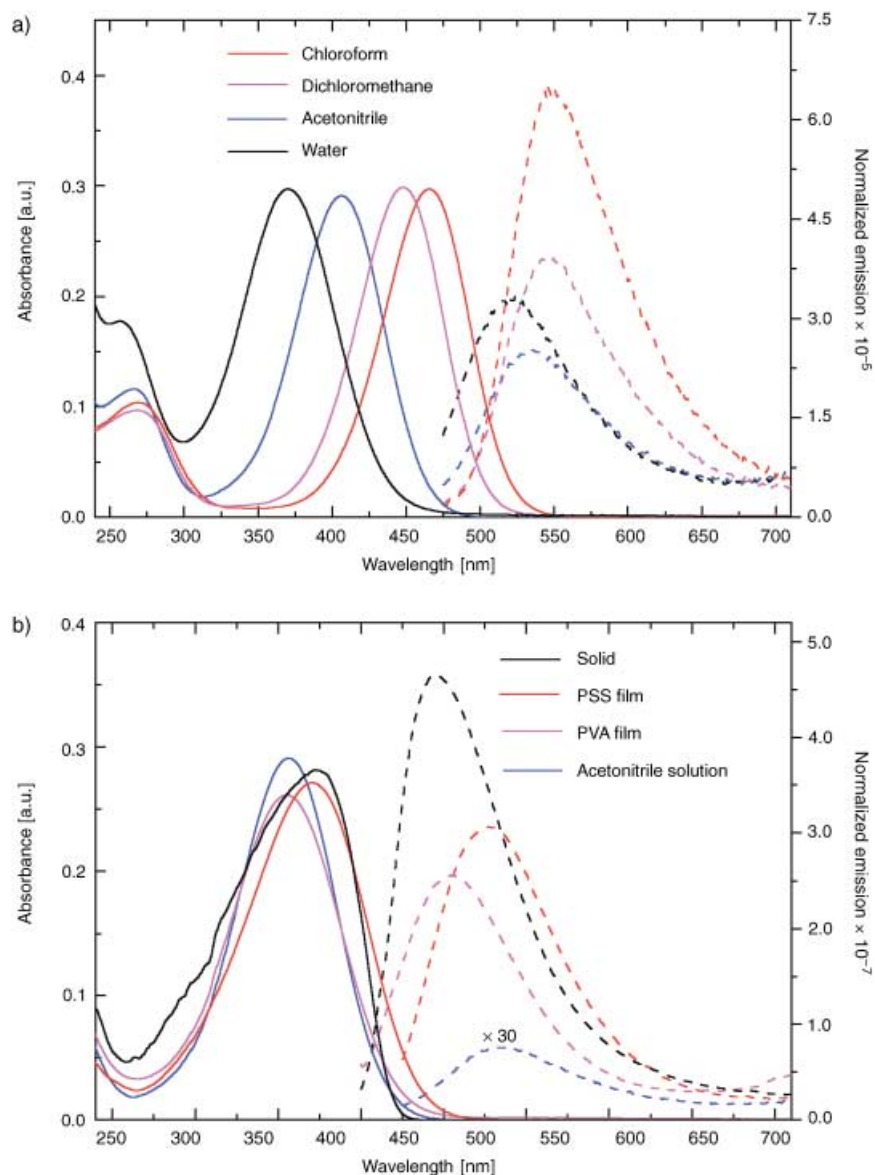 a)
Chloroform
Dichloromethane
Acetonitrile
Water
0.4
0.3
0.2
0.1
0.0
Absorbance [a.u.]
7.5
6.0
4.5
3.0
1.5
0.0
Normalized emission × 10⁻⁵
250 300 350 400 450 500 550 600 650 700
Wavelength [nm]
b)
Solid
PSS film
PVA film
Acetonitrile solution
× 30
0.4
0.3
0.2
0.1
0.0
Absorbance [a.u.]
5.0
4.0
3.0
2.0
1.0
0.0
Normalized emission × 10⁻⁷
250 300 350 400 450 500 600 650 700
Wavelength [nm]